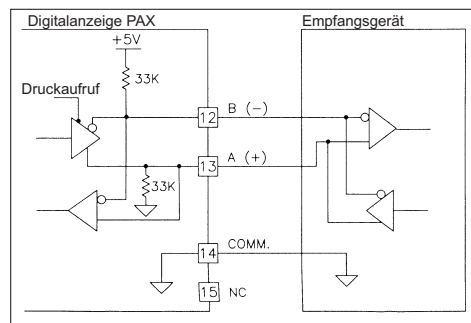 Digitalanzeige PAX
Empfangsgerät
+5V
33K
Druckaufruf
12 B (-)
13 A (+)
33K
14 COMM.
15 NC